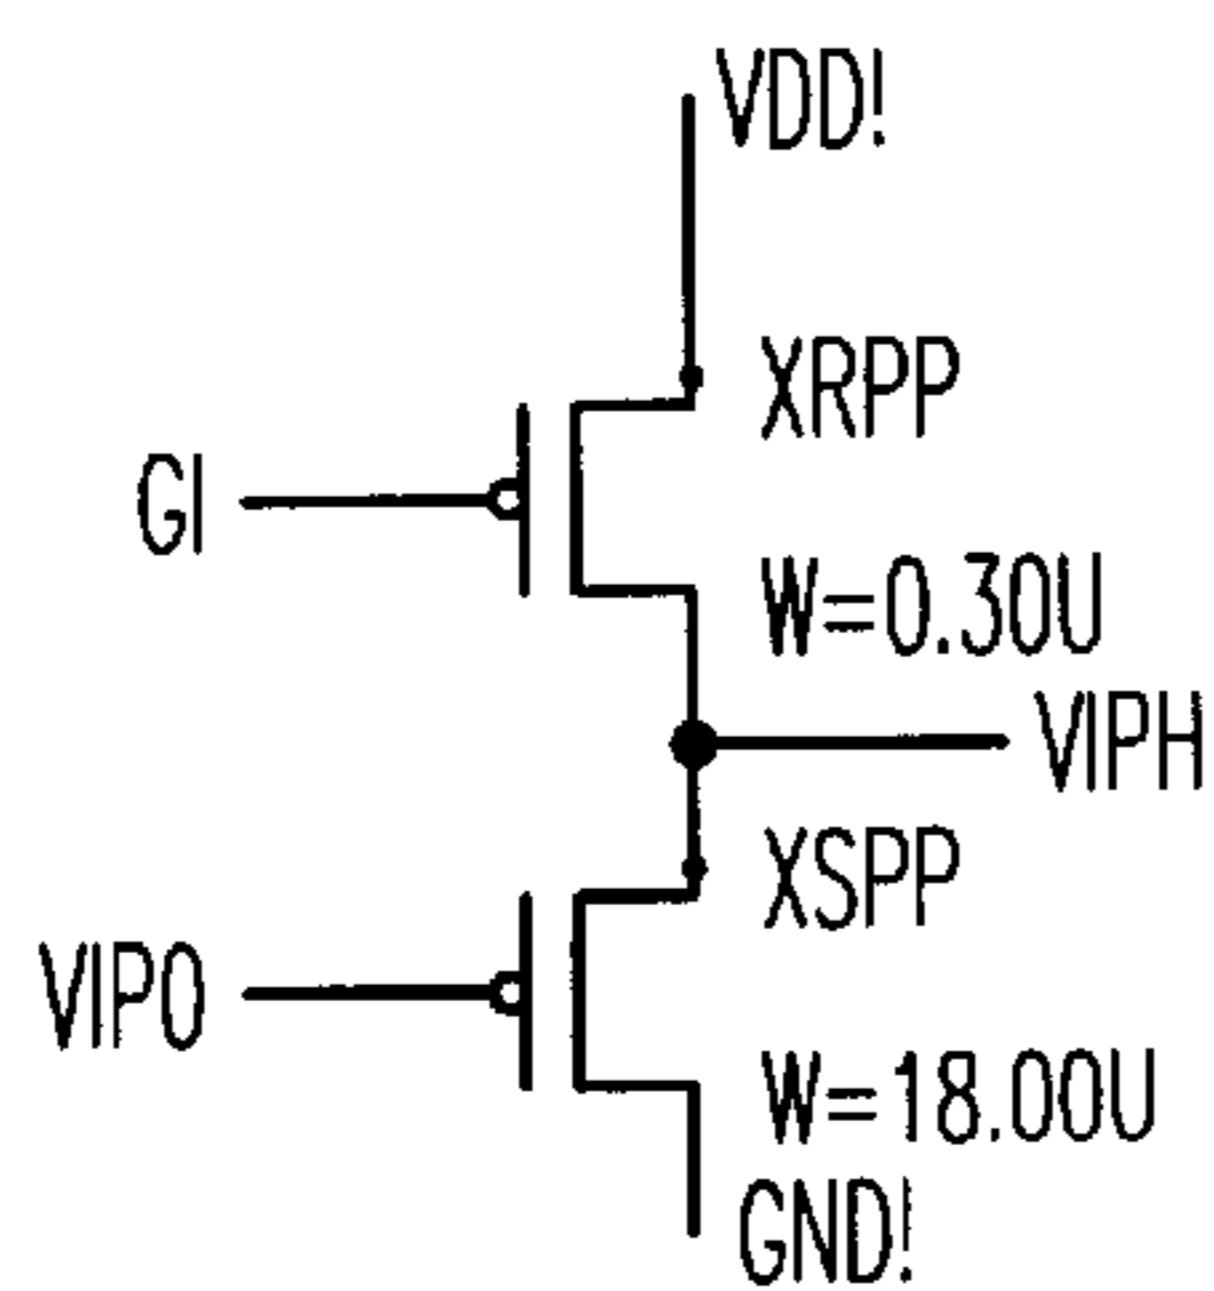 VDD!
XRPP
GI
W=0.30U
VIPH
XSPP
VIPO
W=18.00U
GND!